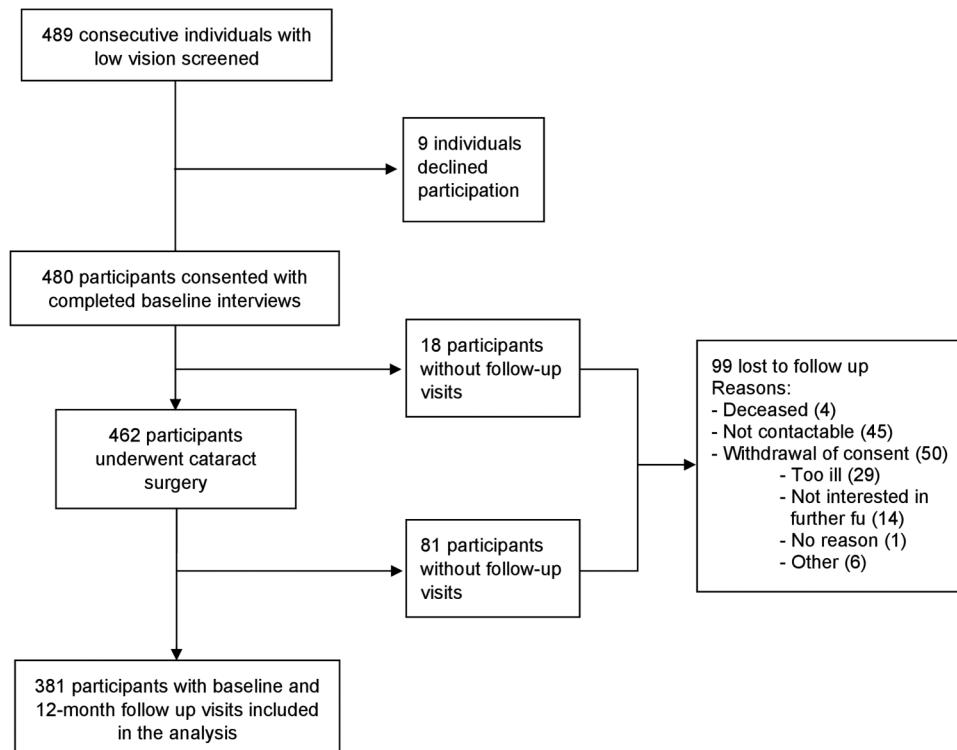 489 consecutive individuals with
low vision screened
9 individuals
declined
participation
480 participants consented with
completed baseline interviews
18 participants
without follow-up
visits
99 lost to follow up
Reasons:
- Deceased (4)
- Not contactable (45)
- Withdrawal of consent (50)
- Too ill (29)
- Not interested in
further fu (14)
- No reason (1)
- Other (6)
462 participants
underwent cataract
surgery
81 participants
without follow-up
visits
381 participants with baseline and
12-month follow up visits included
in the analysis